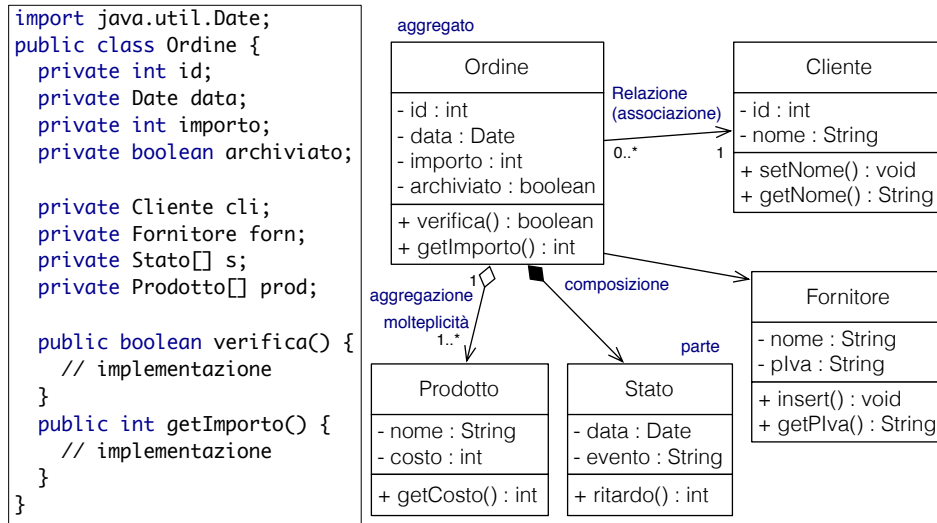 import java.util.Date;
public class Ordine {
private int id;
private Date data;
private int importo;
private boolean archiviato;
private Cliente cli;
private Fornitore forn;
private Stato[] s;
private Prodotto[] prod;
public boolean verifica() {
// implementazione
}
public int getImporto() {
// implementazione
}
}
aggregato
Ordine
- id : int
- data : Date
- importo : int
- archiviato : boolean
+ verifica() : boolean
+ getImporto() : int
Relazione
(associazione)
0..*
1
Cliente
- id : int
- nome : String
+ setNome() : void
+ getNome() : String
1
aggregazione
molteplicità
1..*
composizione
parte
Prodotto
- nome : String
- costo : int
+ getCosto() : int
Stato
- data : Date
- evento : String
+ ritardo() : int
Fornitore
- nome : String
- pIva : String
+ insert() : void
+ getPIva() : String